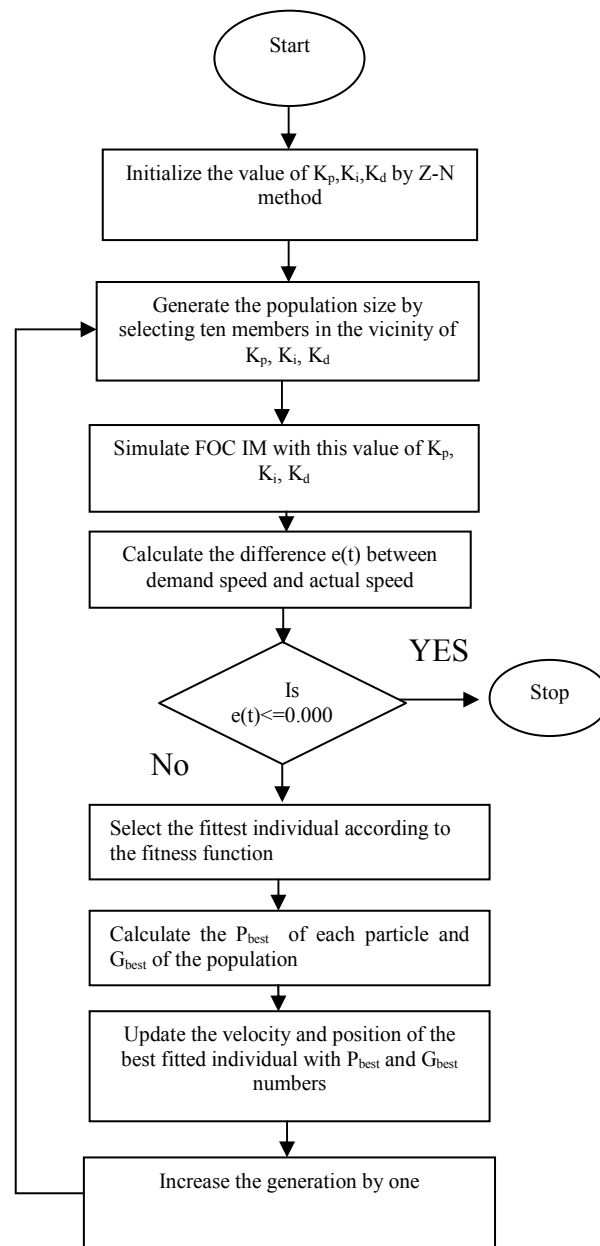 Start
Initialize the value of Kp,Ki,Kd by Z-N
method
Generate the population size by
selecting ten members in the vicinity of
Kp, Ki, Kd
Simulate FOC IM with this value of Kp,
Ki, Kd
Calculate the difference e(t) between
demand speed and actual speed
YES
Is
e(t)<=0.000
Stop
No
Select the fittest individual according to
the fitness function
Calculate the Pbest of each particle and
Gbest of the population
Update the velocity and position of the
best fitted individual with Pbest and Gbest
numbers
Increase the generation by one